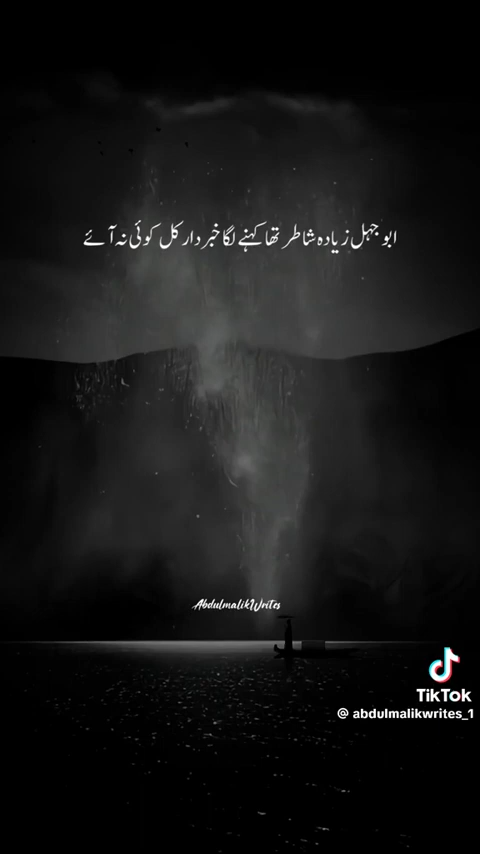 ابو جہل زیادہ شاطر تھا کہنے لگا خبردار کل کوئی نہ آئے
AbdulmalikWrites
TikTok
@ abdulmalikwrites_1